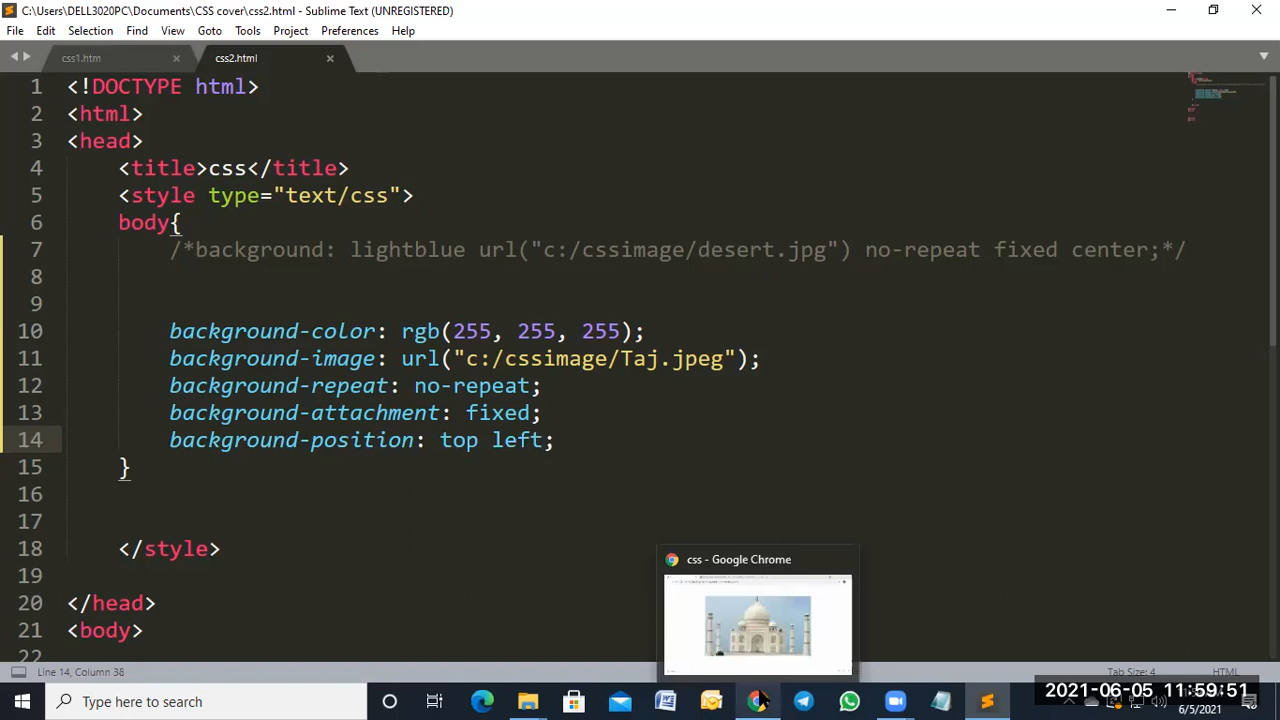 C:\Users\DELL3020PC\Documents\CSS cover\css2.html - Sublime Text (UNREGISTERED)
File Edit Selection Find View Goto Tools Project Preferences Help
css1.htm css2.html
1 <!DOCTYPE html>
2 <html>
3 <head>
4 <title>css</title>
5 <style type="text/css">
6 body{
7 /*background: lightblue url("c:/cssimage/desert.jpg") no-repeat fixed center;*/
8
9
10 background-color: rgb(255, 255, 255);
11 background-image: url("c:/cssimage/Taj.jpeg");
12 background-repeat: no-repeat;
13 background-attachment: fixed;
14 background-position: top left;
15 }
16
17
18 </style>
19
20 </head>
21 <body>
22
css - Google Chrome
Line 14, Column 38 Tab Size: 4 HTML
Type here to search
2021-06-05 11:59:51
6/5/2021